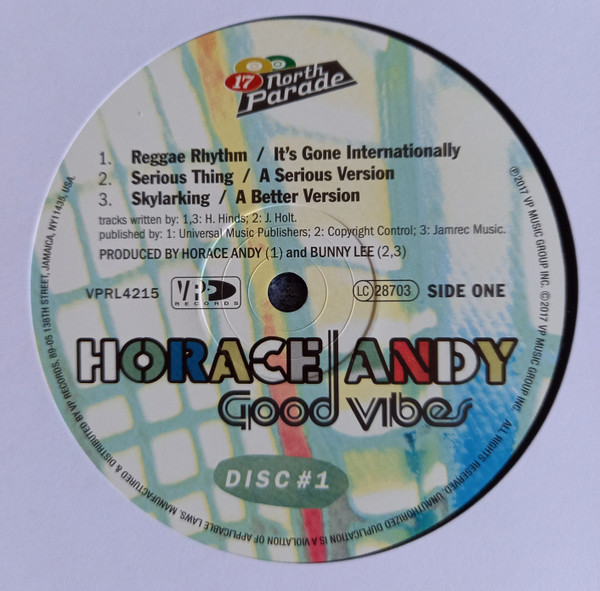 17 North
Parade
1. Reggae Rhythm / It's Gone Internationally
2. Serious Thing / A Serious Version
3. Skylarking / A Better Version
tracks written by: 1,3: H. Hinds; 2: J. Holt.
published by: 1: Universal Music Publishers; 2: Copyright Control; 3: Jamrec Music.
PRODUCED BY HORACE ANDY (1) and BUNNY LEE (2,3)
VPRL4215
VP
RECORDS
LC 28703
SIDE ONE
HORACE ANDY
Good vibes
DISC #1
℗2017 VP MUSIC GROUP INC. ©2017 VP MUSIC GROUP INC. ALL RIGHTS RESERVED. UNAUTHORIZED DUPLICATION IS A VIOLATION OF APPLICABLE LAWS. MANUFACTURED & DISTRIBUTED BY VP RECORDS, 89-05 138TH STREET, JAMAICA, NY11435, USA.